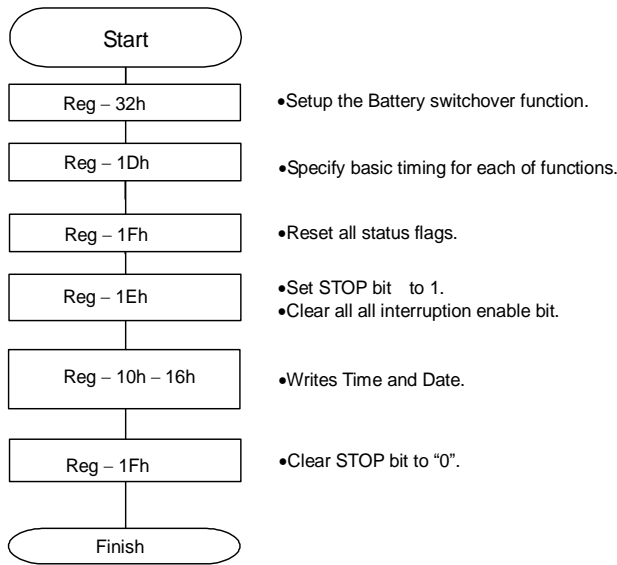 Start
Reg – 32h
•Setup the Battery switchover function.
Reg – 1Dh
•Specify basic timing for each of functions.
Reg – 1Fh
•Reset all status flags.
Reg – 1Eh
•Set STOP bit to 1.
•Clear all all interruption enable bit.
Reg – 10h – 16h
•Writes Time and Date.
Reg – 1Fh
•Clear STOP bit to “0”.
Finish